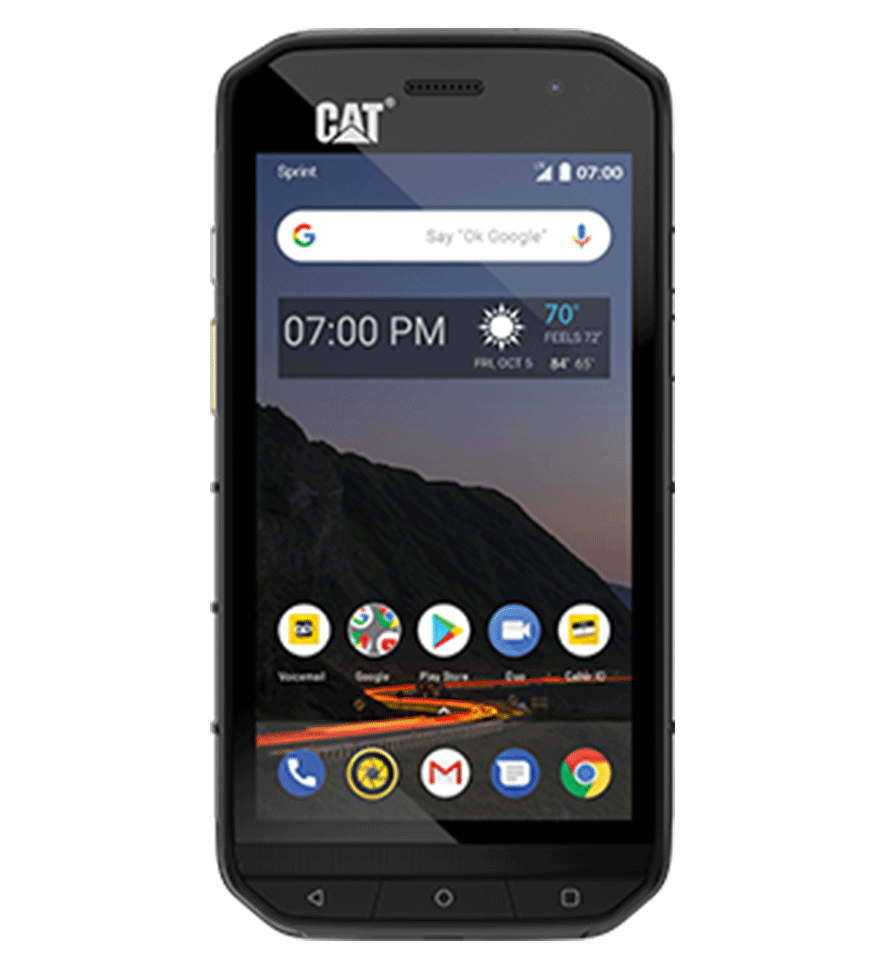 CAT®
Sprint
LTE 07:00
Say "Ok Google"
07:00 PM
70°
FEELS 72°
FRI, OCT 5
84° 65°
Voicemail Google Play Store Duo Caller ID